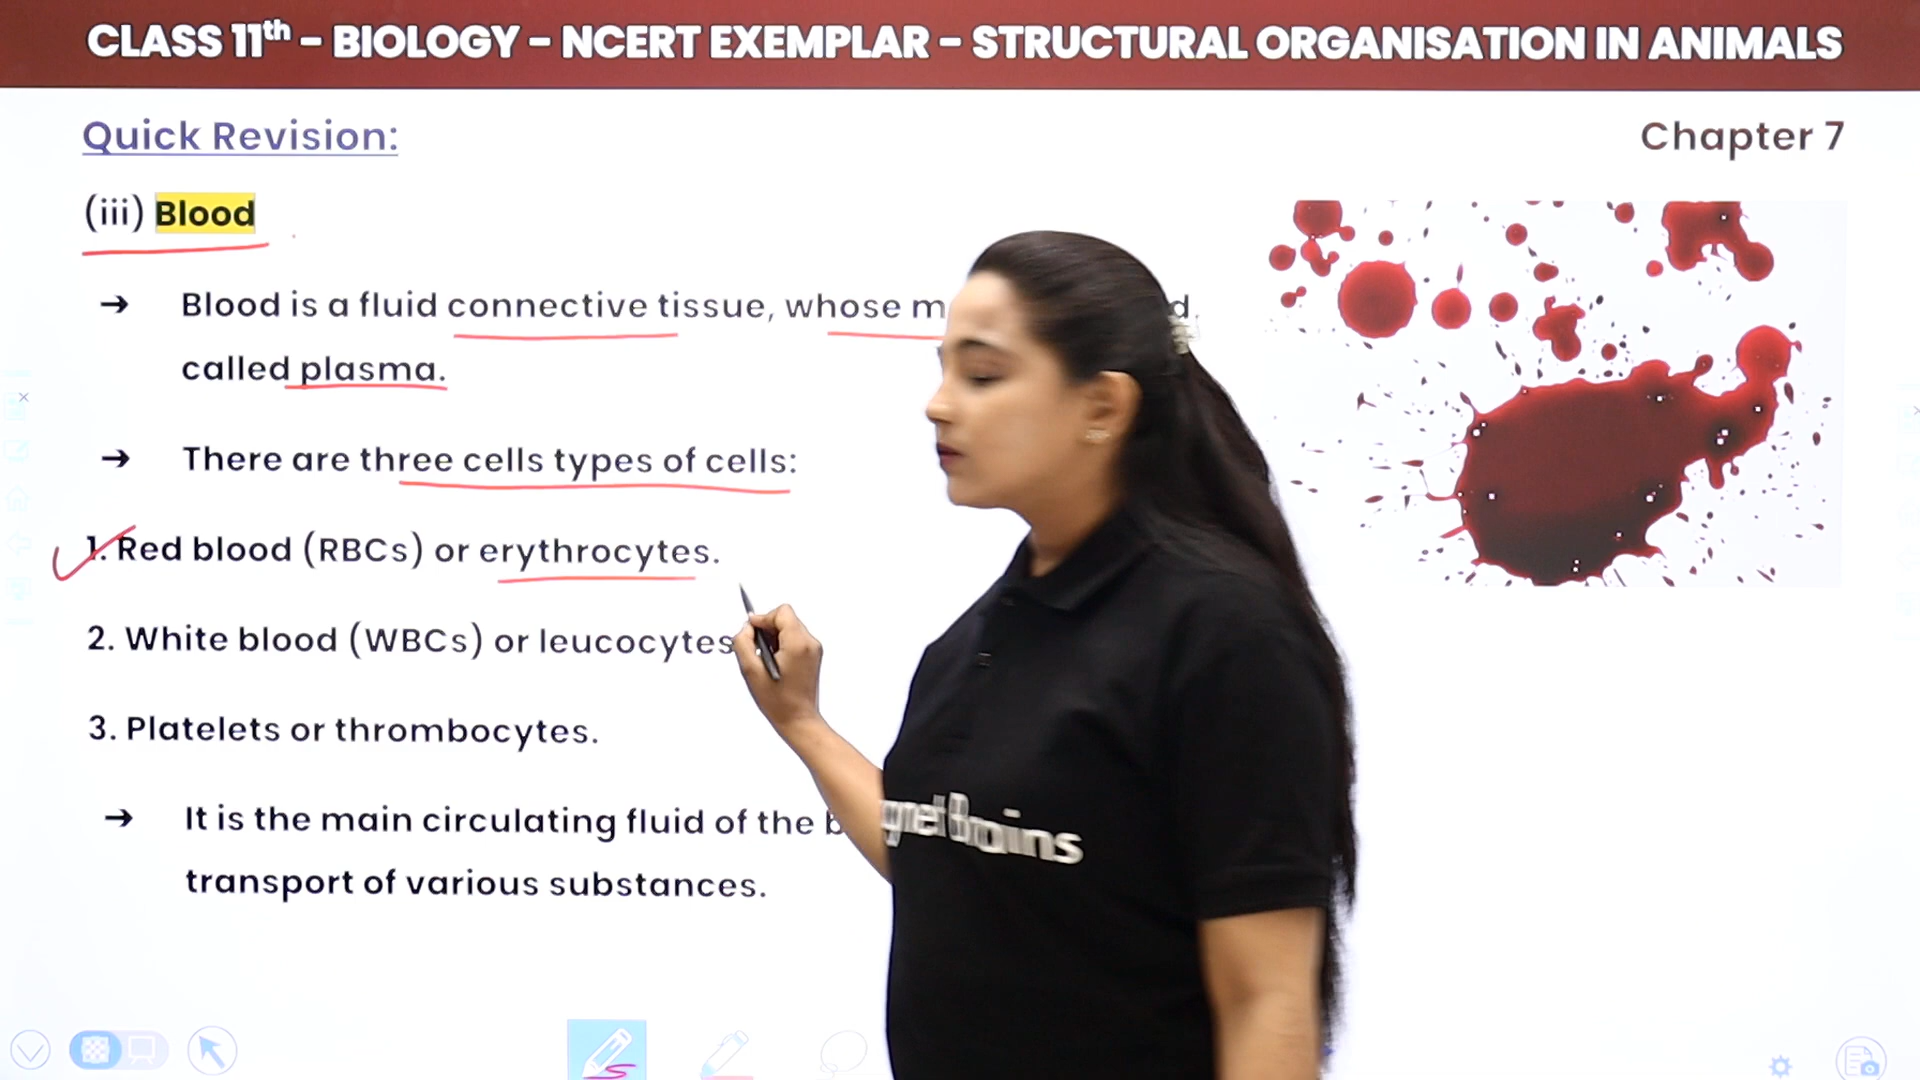 CLASS 11th - BIOLOGY - NCERT EXEMPLAR - STRUCTURAL ORGANISATION IN ANIMALS
Quick Revision:
Chapter 7
(iii) Blood
→ Blood is a fluid connective tissue, whose
called plasma.
→ There are three cells types of cells:
1. Red blood (RBCs) or erythrocytes.
2. White blood (WBCs) or leucocytes
3. Platelets or thrombocytes.
→ It is the main circulating fluid of the
transport of various substances.
Brains